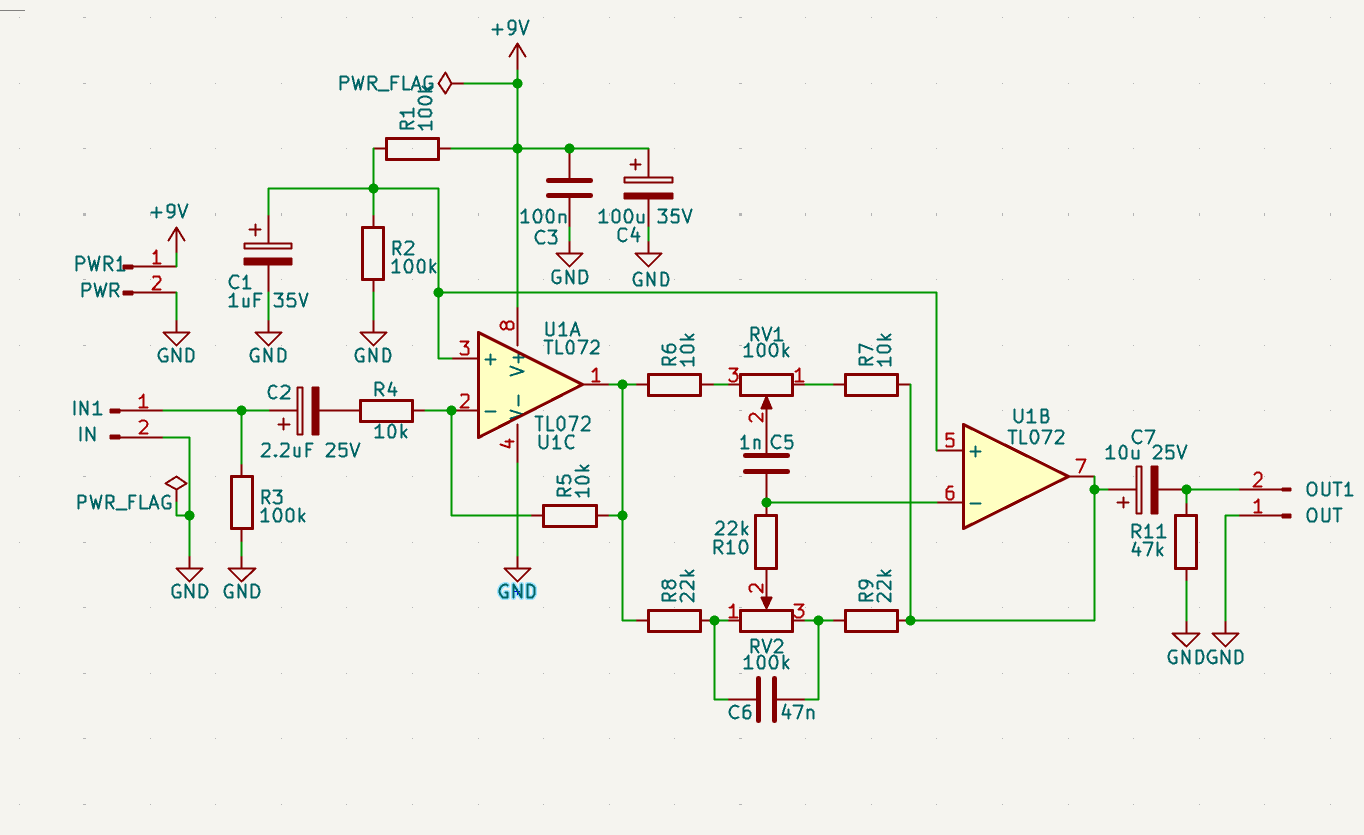 +9V
PWR_FLAG
R1
100k
+9V
PWR1
1
PWR
2
GND
C1
1uF 35V
GND
R2
100k
GND
100n
C3
GND
100u 35V
C4
GND
8
U1A
TL072
3
+
V+
1
2
−
V−
4
TL072
U1C
GND
IN1
1
IN
2
PWR_FLAG
GND
C2
2.2uF 25V
R3
100k
GND
R4
10k
R5
10k
R6
10k
RV1
100k
3
1
2
R7
10k
1n
C5
22k
R10
R8
22k
2
1
3
RV2
100k
R9
22k
C6
47n
U1B
TL072
5
+
6
−
7
C7
10u 25V
R11
47k
2
OUT1
1
OUT
GND
GND